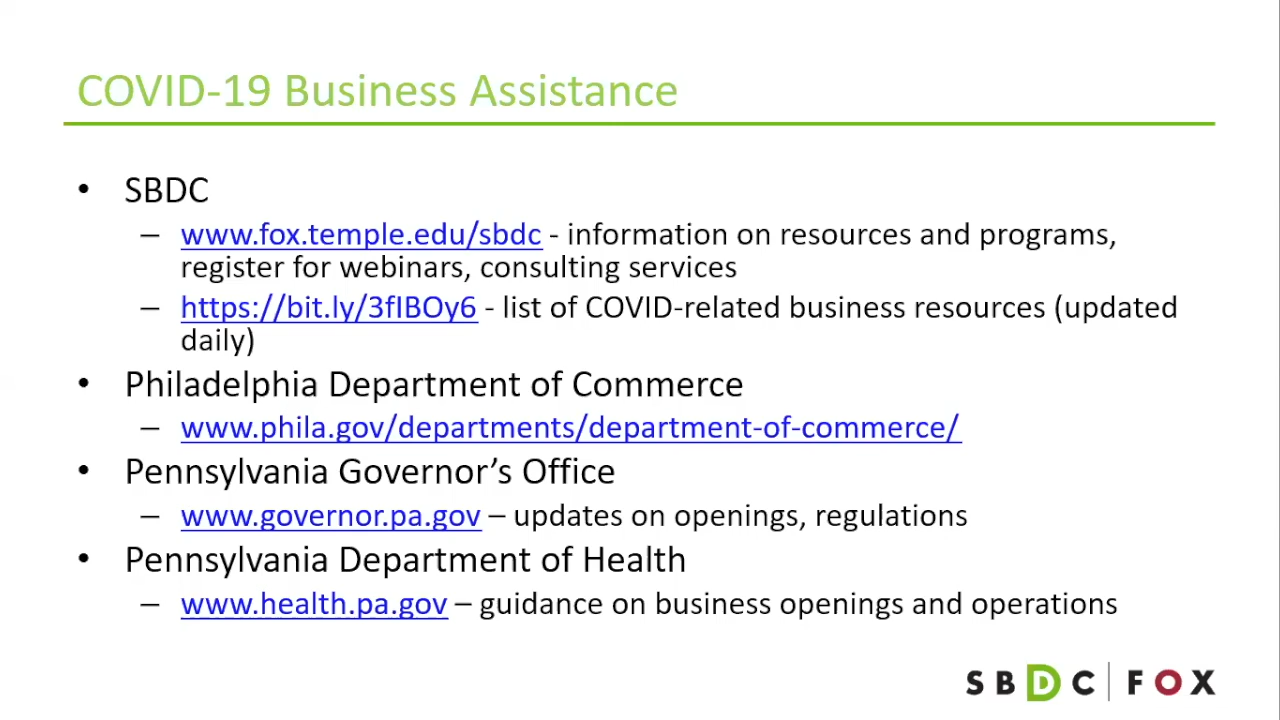 COVID-19 Business Assistance
• SBDC
– www.fox.temple.edu/sbdc - information on resources and programs,
register for webinars, consulting services
– https://bit.ly/3fIBOy6 - list of COVID-related business resources (updated
daily)
• Philadelphia Department of Commerce
– www.phila.gov/departments/department-of-commerce/
• Pennsylvania Governor’s Office
– www.governor.pa.gov – updates on openings, regulations
• Pennsylvania Department of Health
– www.health.pa.gov – guidance on business openings and operations
SBDC | FOX